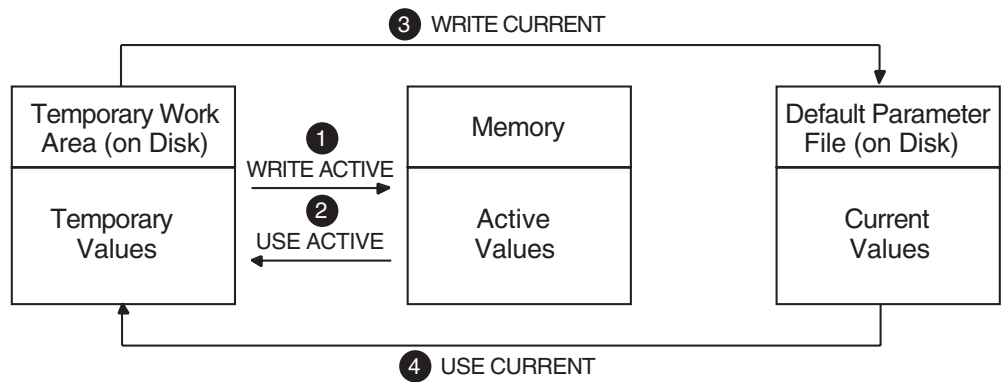 3 WRITE CURRENT
Temporary Work
Area (on Disk)
Temporary
Values
1
WRITE ACTIVE
2
USE ACTIVE
Memory
Active
Values
Default Parameter
File (on Disk)
Current
Values
4 USE CURRENT